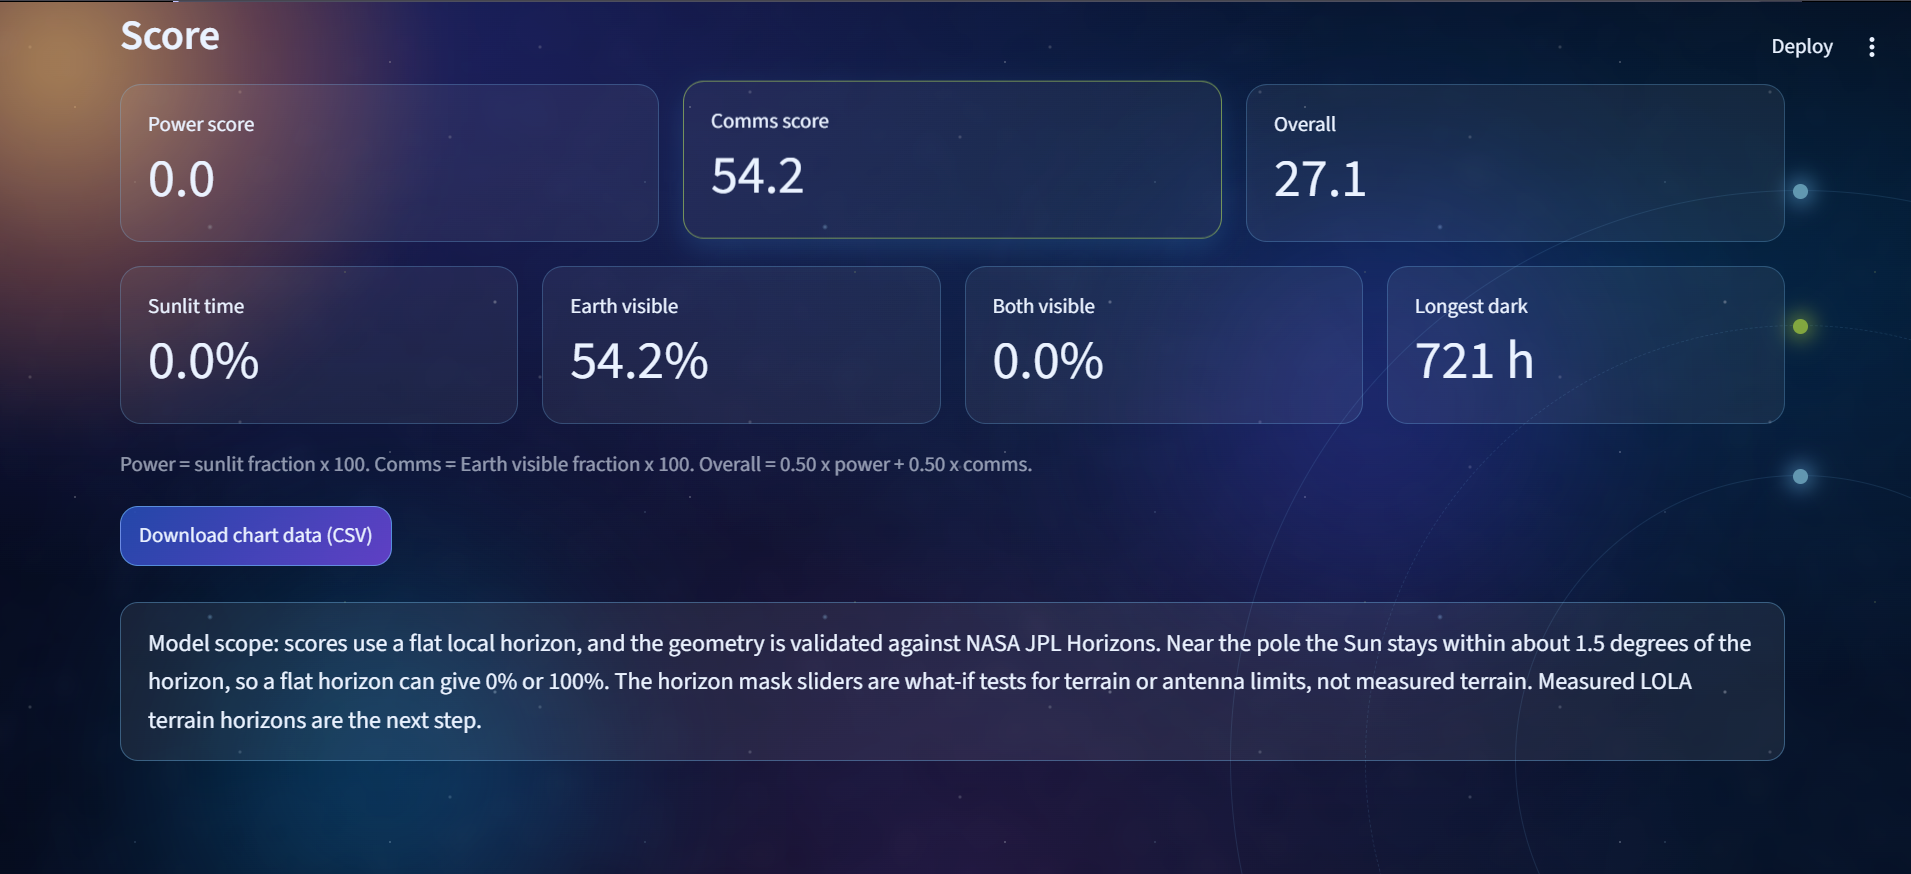 Score
Deploy
Power score
0.0
Comms score
54.2
Overall
27.1
Sunlit time
0.0%
Earth visible
54.2%
Both visible
0.0%
Longest dark
721 h
Power = sunlit fraction x 100. Comms = Earth visible fraction x 100. Overall = 0.50 x power + 0.50 x comms.
Download chart data (CSV)
Model scope: scores use a flat local horizon, and the geometry is validated against NASA JPL Horizons. Near the pole the Sun stays within about 1.5 degrees of the
horizon, so a flat horizon can give 0% or 100%. The horizon mask sliders are what-if tests for terrain or antenna limits, not measured terrain. Measured LOLA
terrain horizons are the next step.